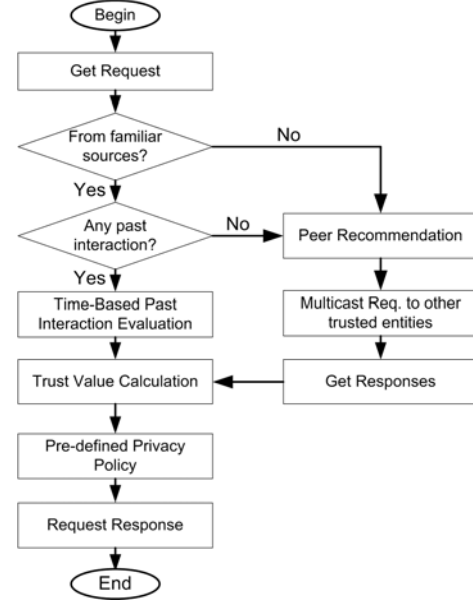 Begin
Get Request
From familiar
sources?
No
Yes
Any past
interaction?
No
Peer Recommendation
Yes
Time-Based Past
Interaction Evaluation
Multicast Req. to other
trusted entities
Trust Value Calculation
Get Responses
Pre-defined Privacy
Policy
Request Response
End